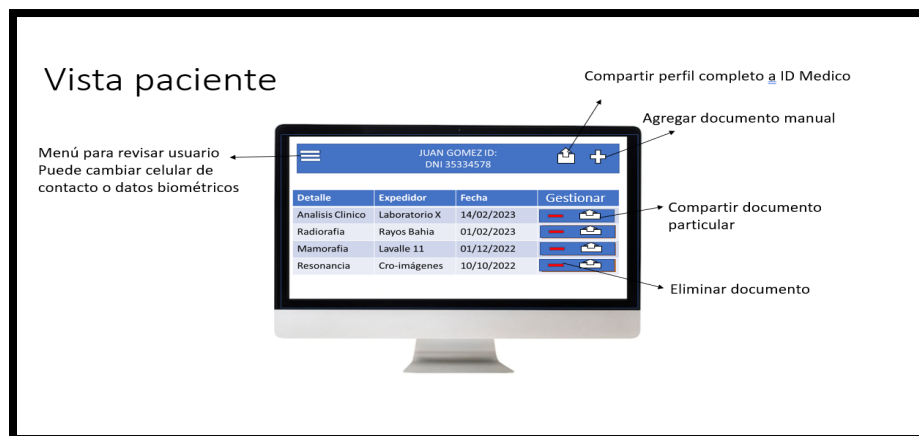 Vista paciente
Compartir perfil completo a ID Medico
Agregar documento manual
Menú para revisar usuario
Puede cambiar celular de
contacto o datos biométricos
JUAN GOMEZ ID:
DNI 35334578
Detalle Expedidor Fecha Gestionar
Analisis Clinico Laboratorio X 14/02/2023
Radiorafia Rayos Bahia 01/02/2023
Mamorafia Lavalle 11 01/12/2022
Resonancia Cro-imágenes 10/10/2022
Compartir documento
particular
Eliminar documento